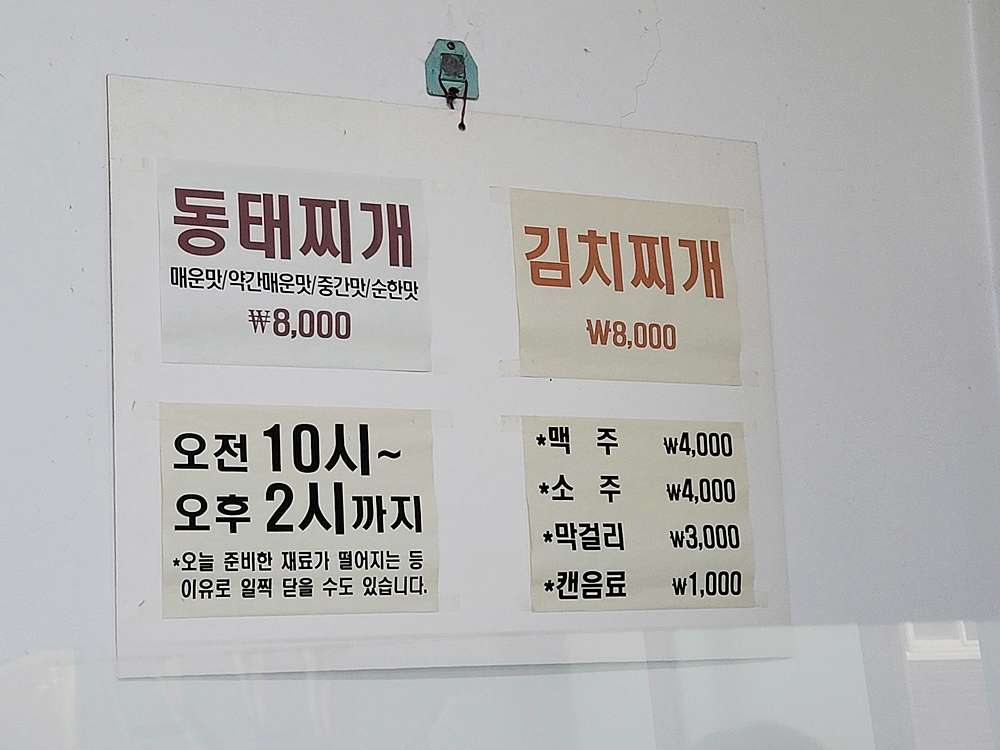 동태찌개
매운맛/약간매운맛/중간맛/순한맛
₩8,000
김치찌개
₩8,000
오전 10시~
오후 2시까지
*오늘 준비한 재료가 떨어지는 등
이유로 일찍 닫을 수도 있습니다.
*맥 주 ₩4,000
*소 주 ₩4,000
*막걸리 ₩3,000
*캔음료 ₩1,000